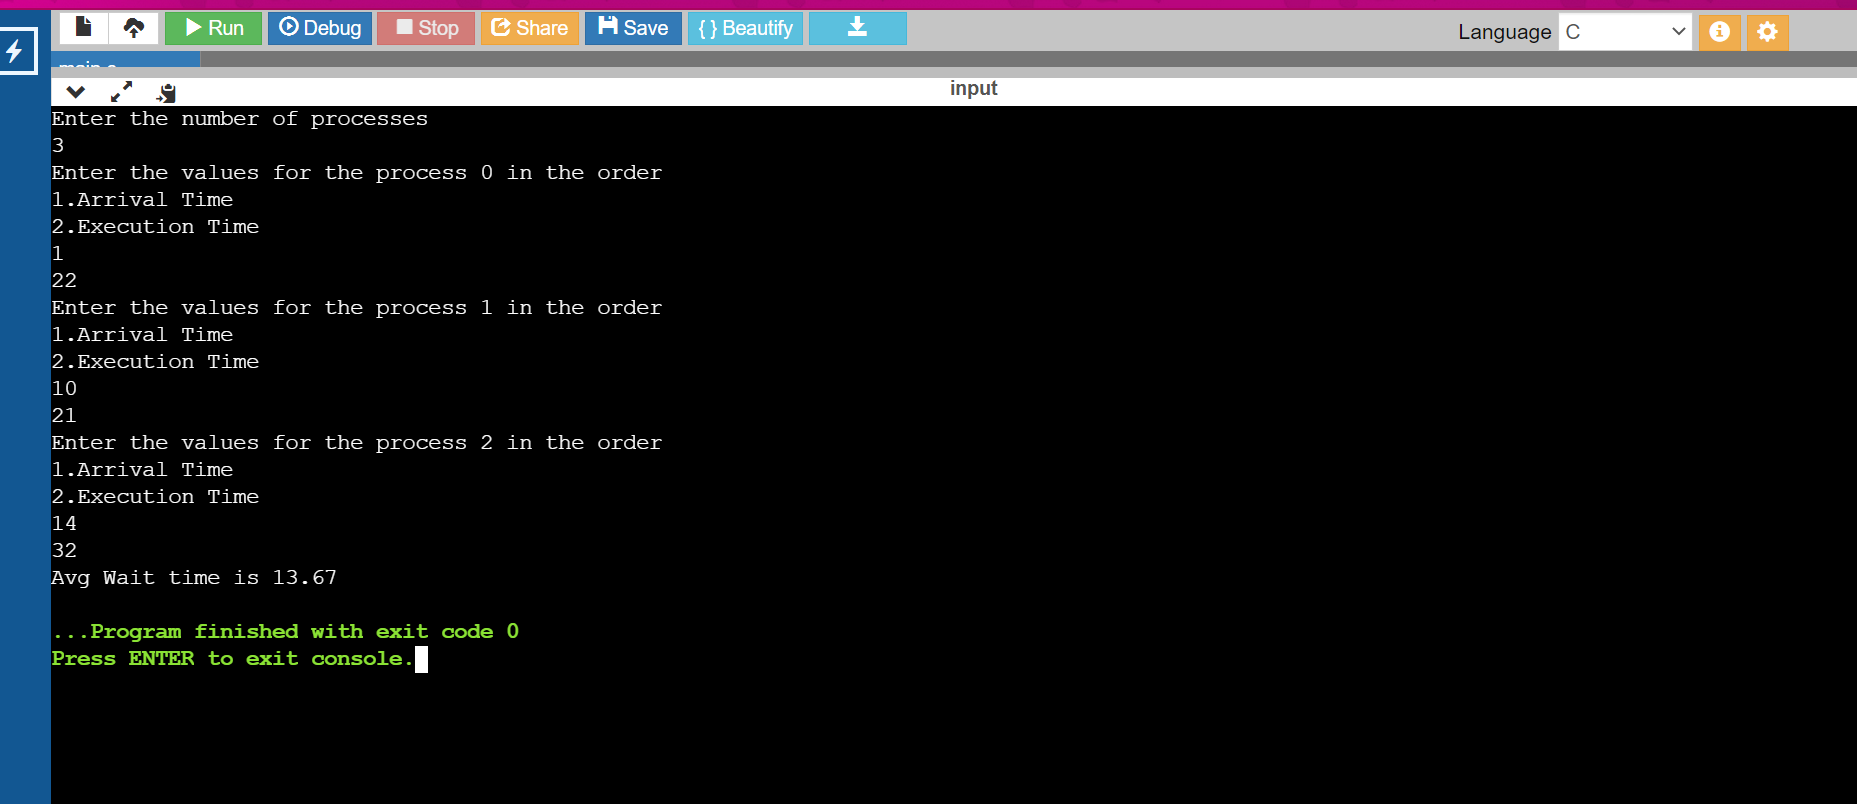 Run Debug Stop Share Save { } Beautify Language C
input
Enter the number of processes
3
Enter the values for the process 0 in the order
1.Arrival Time
2.Execution Time
1
22
Enter the values for the process 1 in the order
1.Arrival Time
2.Execution Time
10
21
Enter the values for the process 2 in the order
1.Arrival Time
2.Execution Time
14
32
Avg Wait time is 13.67
...Program finished with exit code 0
Press ENTER to exit console.